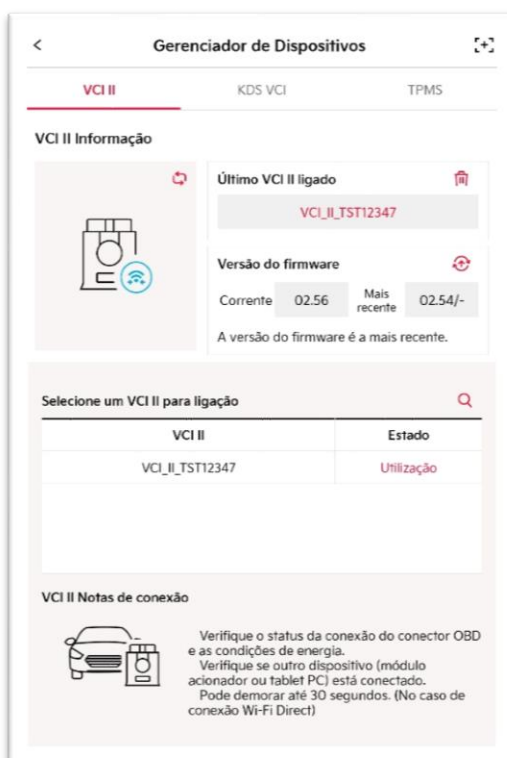 Gerenciador de Dispositivos
VCI II KDS VCI TPMS
VCI II Informação
Último VCI II ligado
VCI_II_TST12347
Versão do firmware
Corrente 02.56 Mais recente 02.54/-
A versão do firmware é a mais recente.
Selecione um VCI II para ligação
VCI II Estado
VCI_II_TST12347 Utilização
VCI II Notas de conexão
Verifique o status da conexão do conector OBD
e as condições de energia.
Verifique se outro dispositivo (módulo
acionador ou tablet PC) está conectado.
Pode demorar até 30 segundos. (No caso de
conexão Wi-Fi Direct)